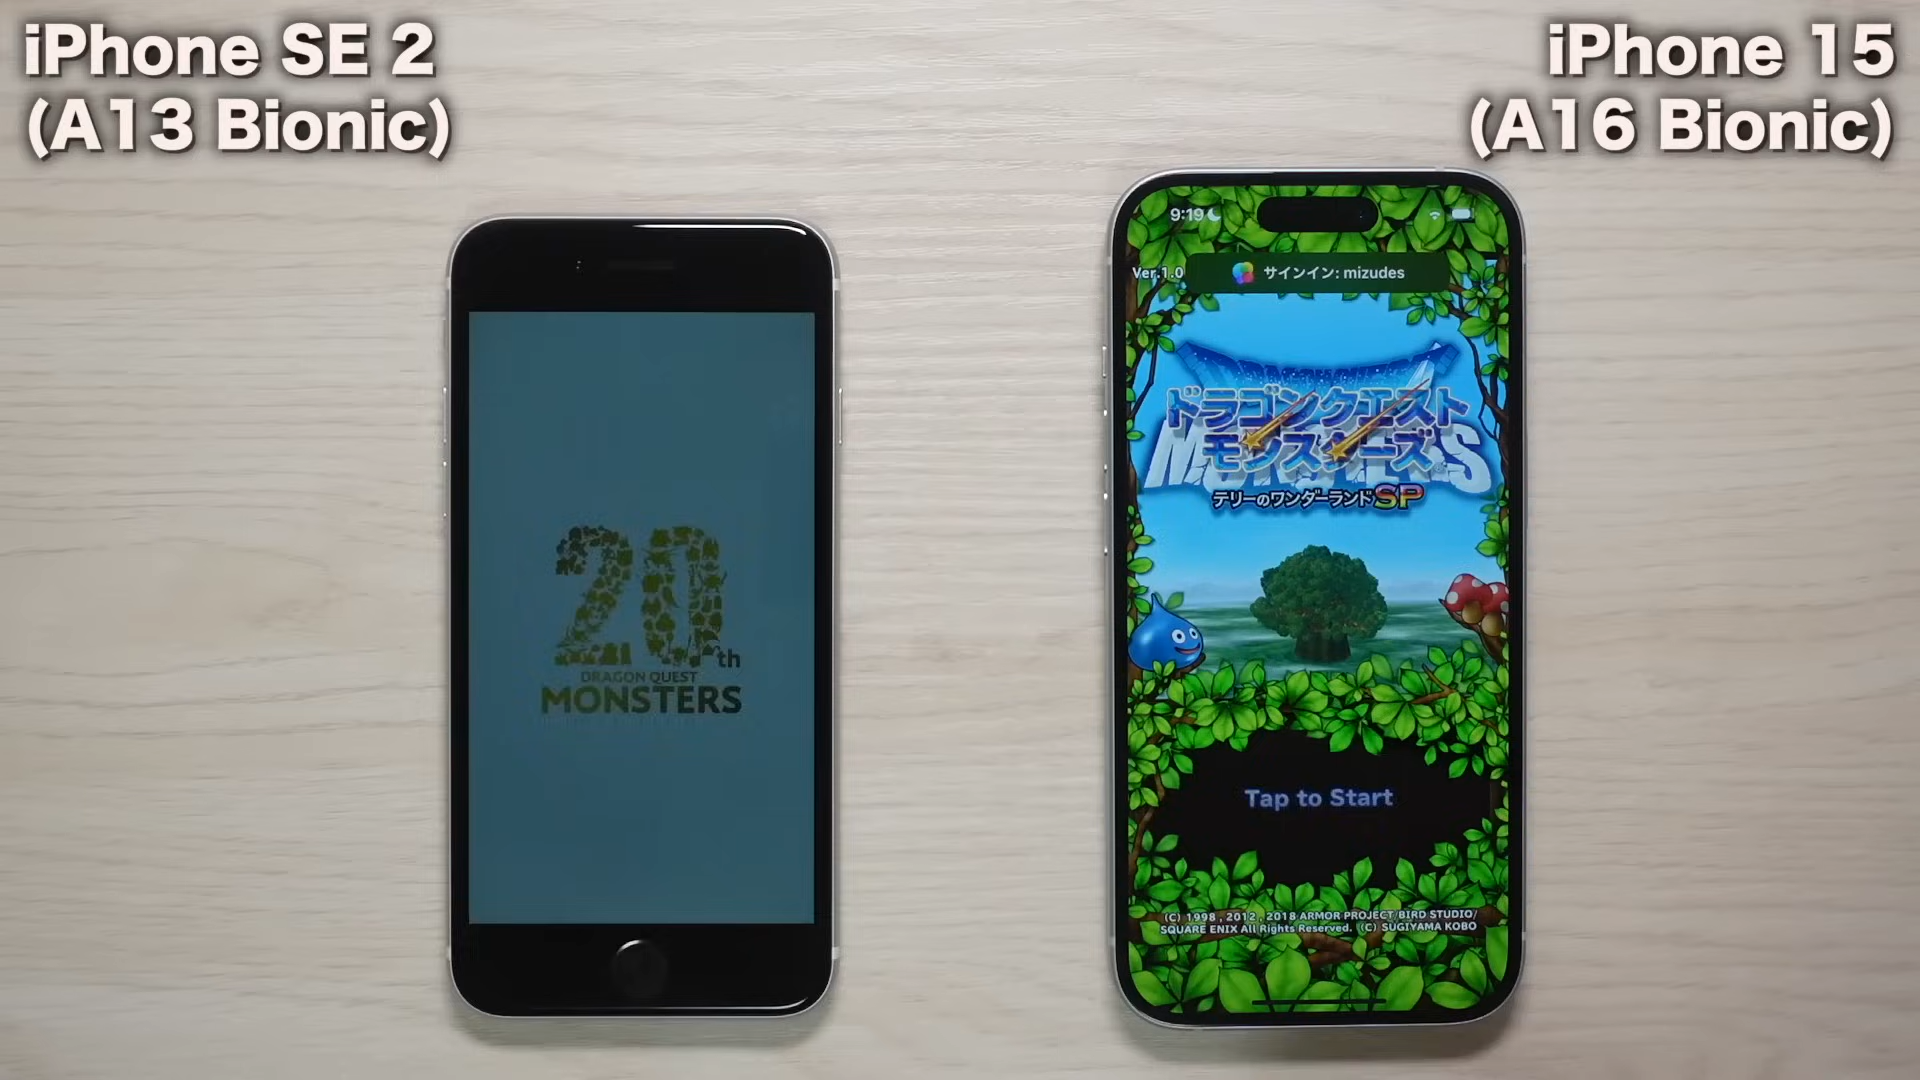 iPhone SE 2
(A13 Bionic)
iPhone 15
(A16 Bionic)
20th
DRAGON QUEST
MONSTERS
9:19
Ver.1.0
サインイン: mizudes
ドラゴンクエスト
モンスターズ
MONSTERS
テリーのワンダーランドSP
Tap to Start
(C) 1998 , 2012 , 2018 ARMOR PROJECT/BIRD STUDIO/
SQUARE ENIX All Rights Reserved. (C) SUGIYAMA KOBO